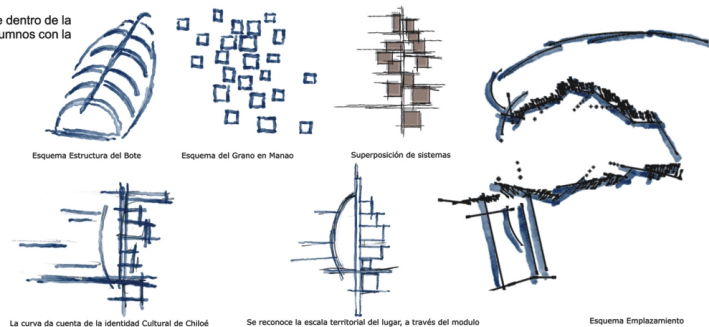 e dentro de la
umnos con la
Esquema Estructura del Bote
Esquema del Grano en Manao
Superposición de sistemas
La curva da cuenta de la identidad Cultural de Chiloé
Se reconoce la escala territorial del lugar, a través del modulo
Esquema Emplazamiento